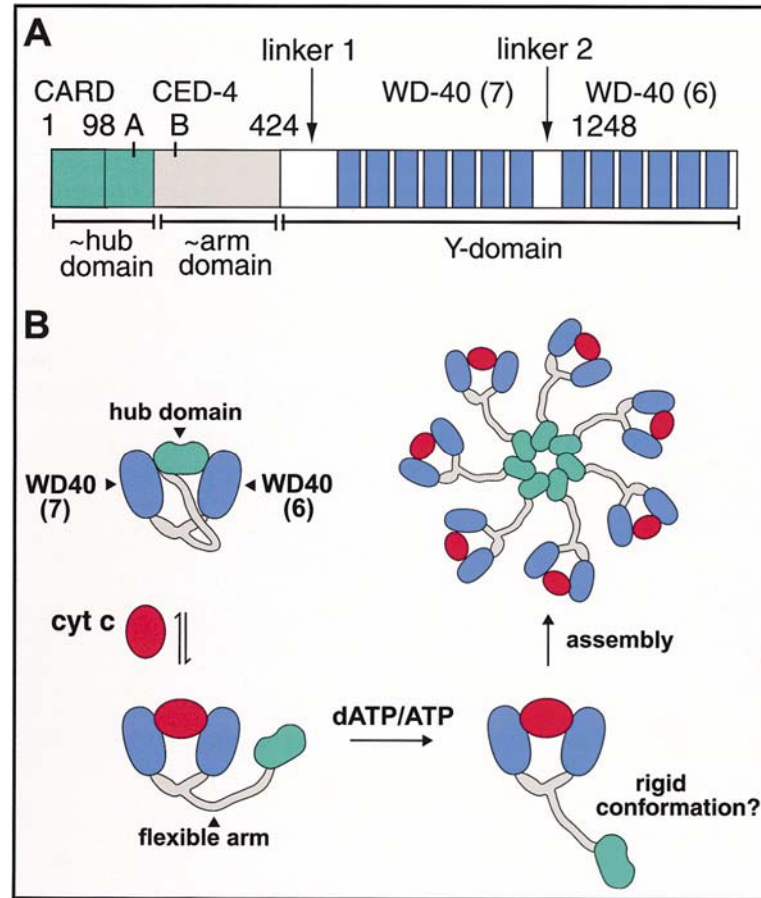 A
linker 1
linker 2
CARD
CED-4
WD-40 (7)
WD-40 (6)
1
98
A
B
424
1248
~hub
domain
~arm
domain
Y-domain
B
hub domain
WD40
(7)
WD40
(6)
cyt c
assembly
dATP/ATP
rigid
conformation?
flexible arm